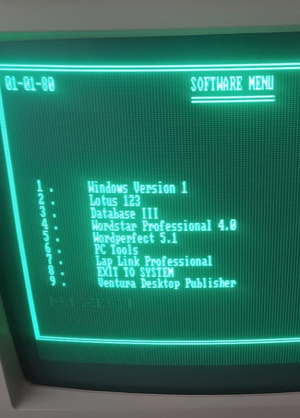 01-01-80
SOFTWARE MENU
1. Windows Version 1
2. Lotus 123
3. Database III
4. Wordstar Professional 4.0
5. Wordperfect 5.1
6. PC Tools
7. Lap Link Professional
8. EXIT TO SYSTEM
9. Ventura Desktop Publisher